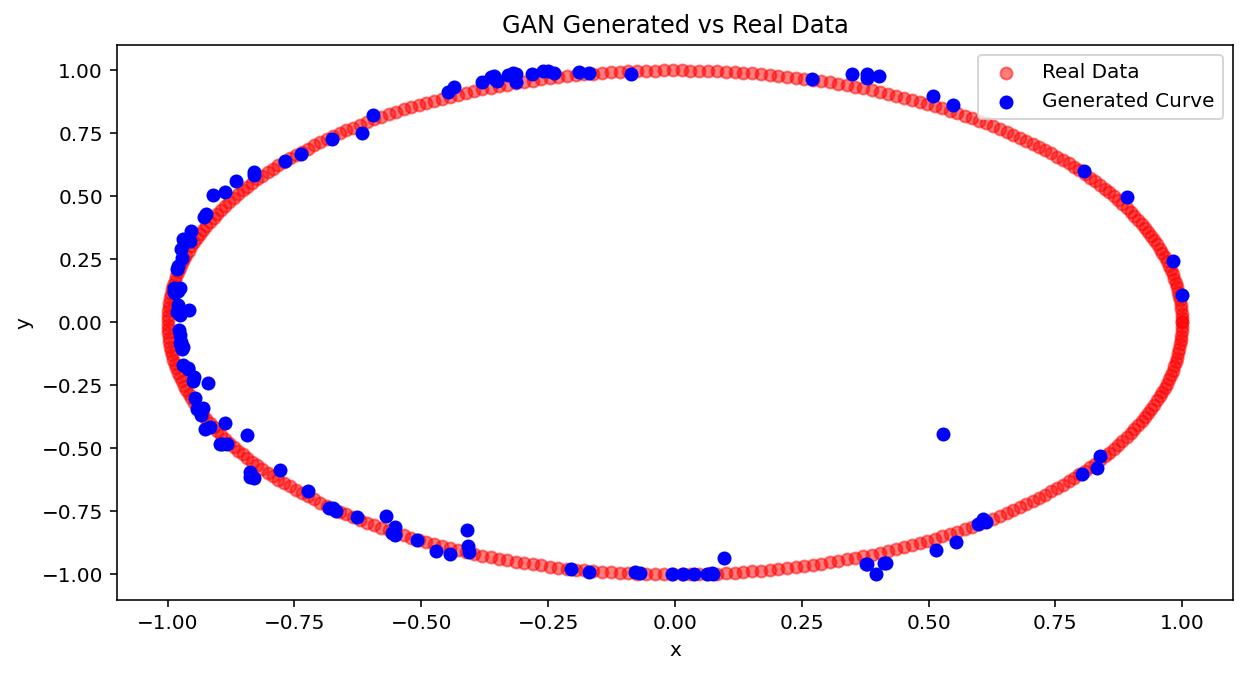 GAN Generated vs Real Data
Real Data
Generated Curve
1.00
0.75
0.50
0.25
0.00
−0.25
−0.50
−0.75
−1.00
y
−1.00 −0.75 −0.50 −0.25 0.00 0.25 0.50 0.75 1.00
x